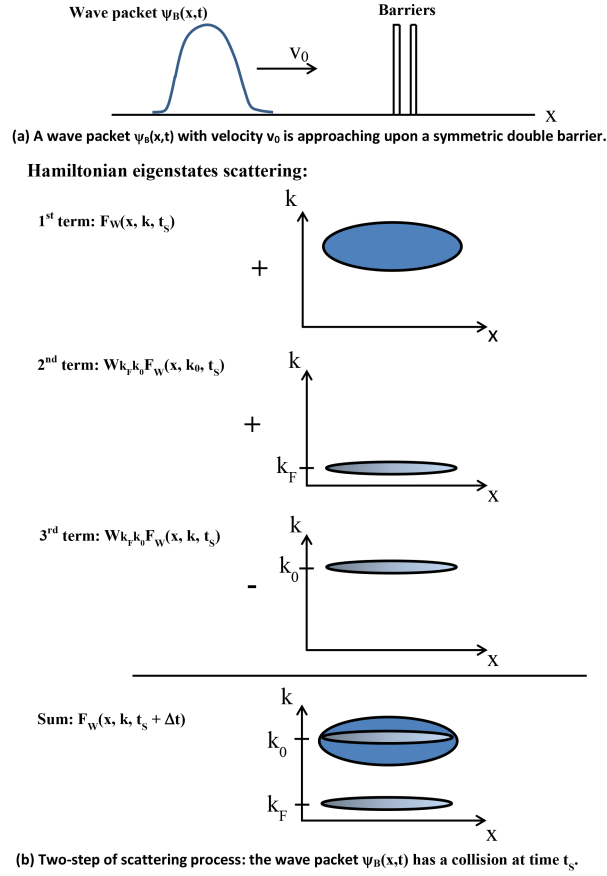 Wave packet ψB(x,t)
Barriers
v0
x
(a) A wave packet ψB(x,t) with velocity v0 is approaching upon a symmetric double barrier.
Hamiltonian eigenstates scattering:
k
1st term: FW(x, k, tS)
+
x
k
2nd term: WkFk0FW(x, k0, tS)
+
kF
x
k
3rd term: WkFk0FW(x, k, tS)
k0
-
x
k
Sum: FW(x, k, tS + Δt)
k0
kF
x
(b) Two-step of scattering process: the wave packet ψB(x,t) has a collision at time tS.